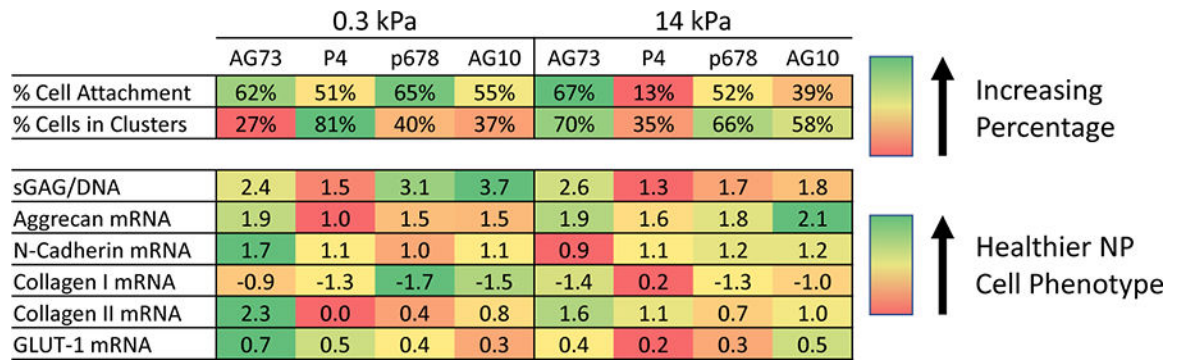 0.3 kPa 14 kPa
AG73 P4 p678 AG10 AG73 P4 p678 AG10
% Cell Attachment 62% 51% 65% 55% 67% 13% 52% 39%
% Cells in Clusters 27% 81% 40% 37% 70% 35% 66% 58%
Increasing
Percentage
sGAG/DNA 2.4 1.5 3.1 3.7 2.6 1.3 1.7 1.8
Aggrecan mRNA 1.9 1.0 1.5 1.5 1.9 1.6 1.8 2.1
N-Cadherin mRNA 1.7 1.1 1.0 1.1 0.9 1.1 1.2 1.2
Collagen I mRNA -0.9 -1.3 -1.7 -1.5 -1.4 0.2 -1.3 -1.0
Collagen II mRNA 2.3 0.0 0.4 0.8 1.6 1.1 0.7 1.0
GLUT-1 mRNA 0.7 0.5 0.4 0.3 0.4 0.2 0.3 0.5
Healthier NP
Cell Phenotype